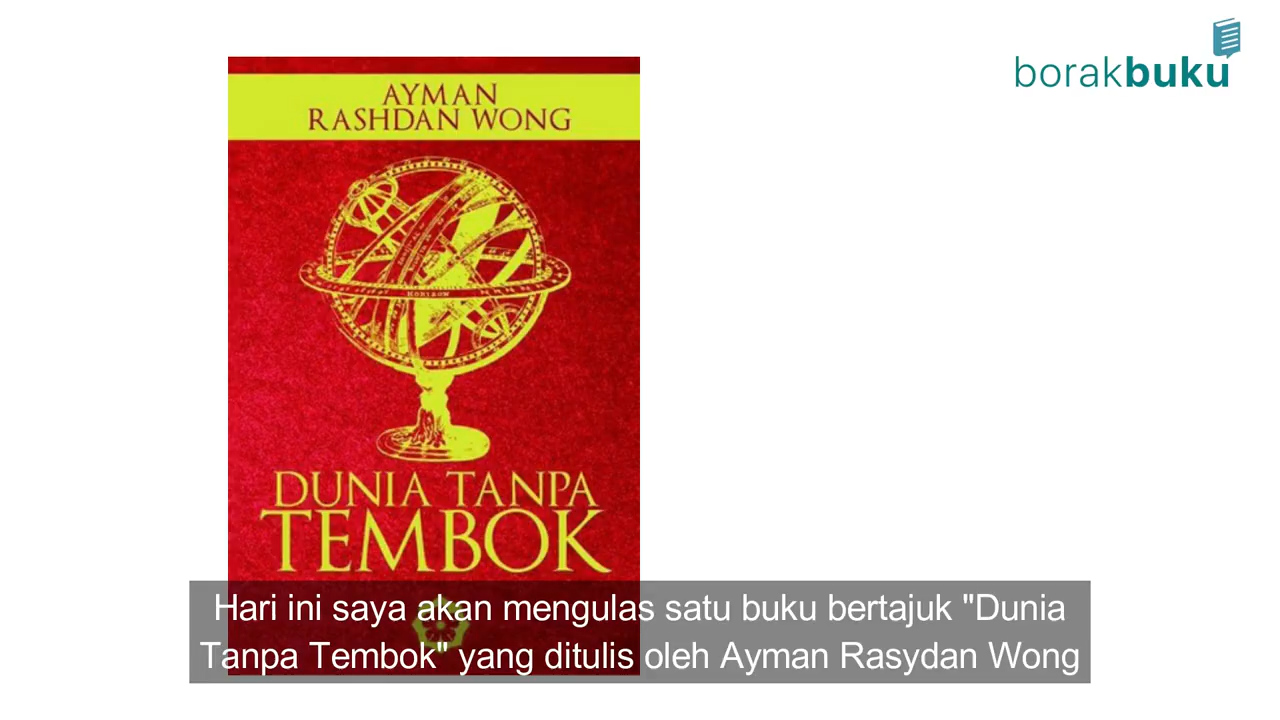 borakbuku
AYMAN
RASHDAN WONG
HORIZON
DUNIA TANPA
TEMBOK
Hari ini saya akan mengulas satu buku bertajuk "Dunia
Tanpa Tembok" yang ditulis oleh Ayman Rasydan Wong